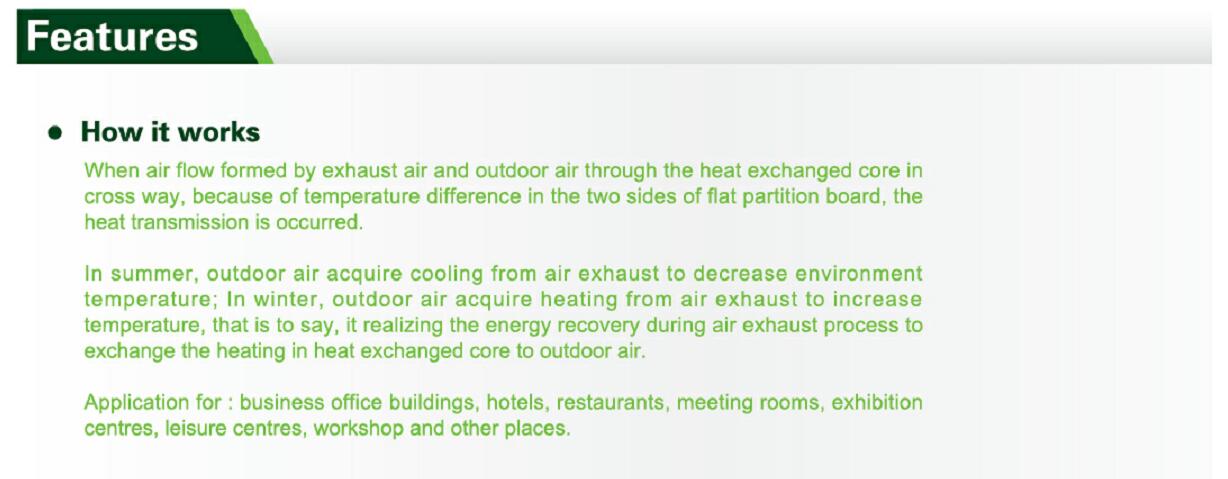 Features
• How it works
When air flow formed by exhaust air and outdoor air through the heat exchanged core in
cross way, because of temperature difference in the two sides of flat partition board, the
heat transmission is occurred.
In summer, outdoor air acquire cooling from air exhaust to decrease environment
temperature; In winter, outdoor air acquire heating from air exhaust to increase
temperature, that is to say, it realizing the energy recovery during air exhaust process to
exchange the heating in heat exchanged core to outdoor air.
Application for : business office buildings, hotels, restaurants, meeting rooms, exhibition
centres, leisure centres, workshop and other places.